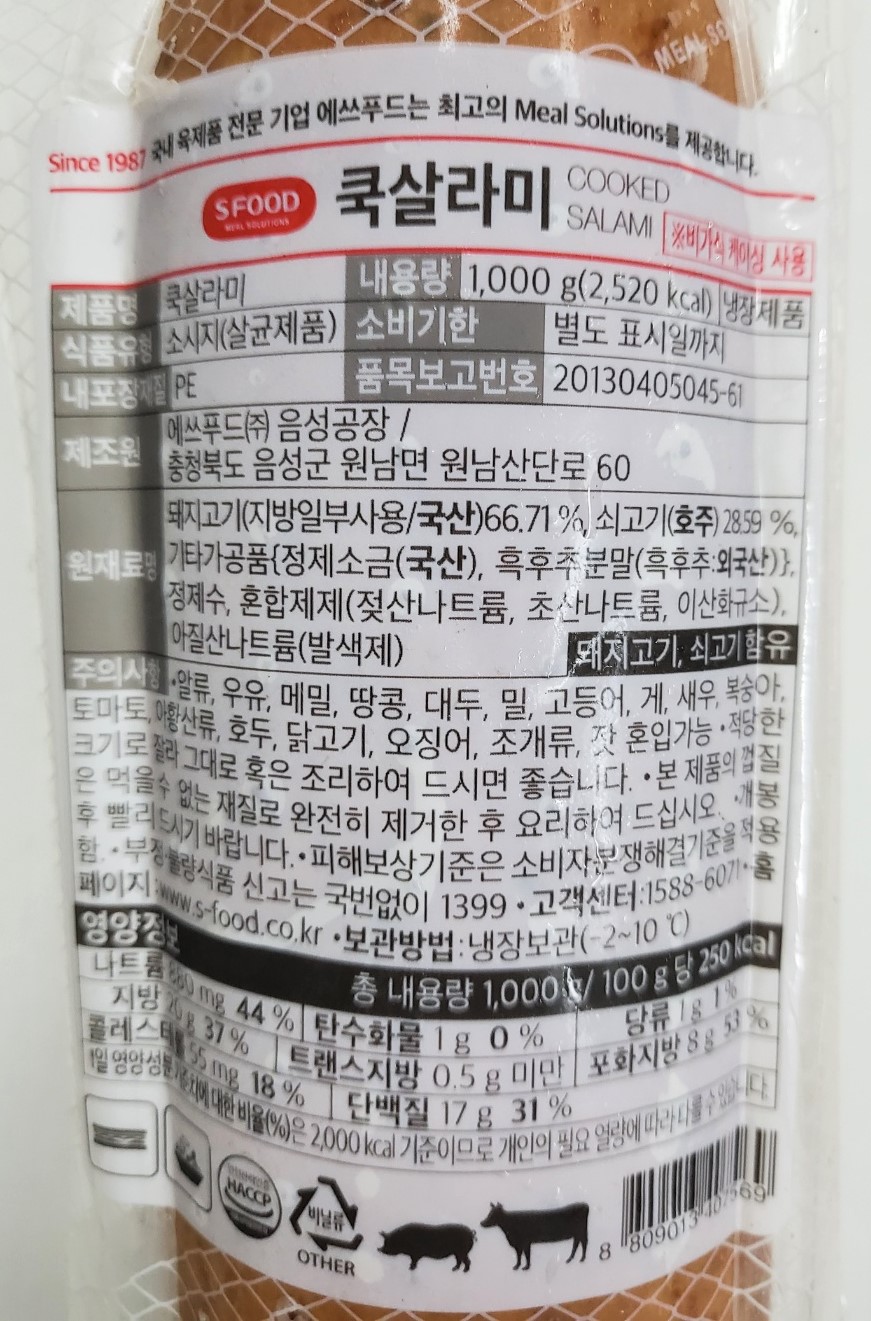 MEAL SO
Since 1987 국내 육제품 전문 기업 에쓰푸드는 최고의 Meal Solutions를 제공합니다.
SFOOD 쿡살라미 COOKED
MEAL SOLUTIONS SALAMI ※비가식 케이싱 사용
제품명 쿡살라미 내용량 1,000 g(2,520 kcal) 냉장제품
식품유형 소시지(살균제품) 소비기한 별도 표시일까지
내포장재질 PE 품목보고번호 20130405045-61
제조원 에쓰푸드㈜ 음성공장 /
충청북도 음성군 원남면 원남산단로 60
원재료명 돼지고기(지방일부사용/국산)66.71 %, 쇠고기(호주) 28.59 %,
기타가공품{정제소금(국산), 흑후추분말(흑후추:외국산)},
정제수, 혼합제제(젖산나트륨, 초산나트륨, 이산화규소),
아질산나트륨(발색제) 돼지고기, 쇠고기 함유
주의사항 •알류, 우유, 메밀, 땅콩, 대두, 밀, 고등어, 게, 새우, 복숭아,
토마토, 아황산류, 호두, 닭고기, 오징어, 조개류, 잣 혼입가능 •적당한
크기로 잘라 그대로 혹은 조리하여 드시면 좋습니다. •본 제품의 껍질
은 먹을 수 없는 재질로 완전히 제거한 후 요리하여 드십시오. •개봉
후 빨리 드시기 바랍니다. •피해보상기준은 소비자분쟁해결기준을 적용
함. •부정·불량식품 신고는 국번없이 1399 •고객센터:1588-6071 •홈
페이지:www.s-food.co.kr •보관방법:냉장보관(-2~10 ℃)
영양정보 총 내용량 1,000 g/ 100 g 당 250 kcal
나트륨 880 mg 44 % 탄수화물 1 g 0 % 당류 1 g 1 %
지방 20 g 37 % 트랜스지방 0.5 g 미만 포화지방 8 g 53 %
콜레스테롤 55 mg 18 % 단백질 17 g 31 %
1일 영양성분 기준치에 대한 비율(%)은 2,000 kcal 기준이므로 개인의 필요 열량에 따라 다를 수 있습니다.
HACCP
비닐류
OTHER
8 809013 407569